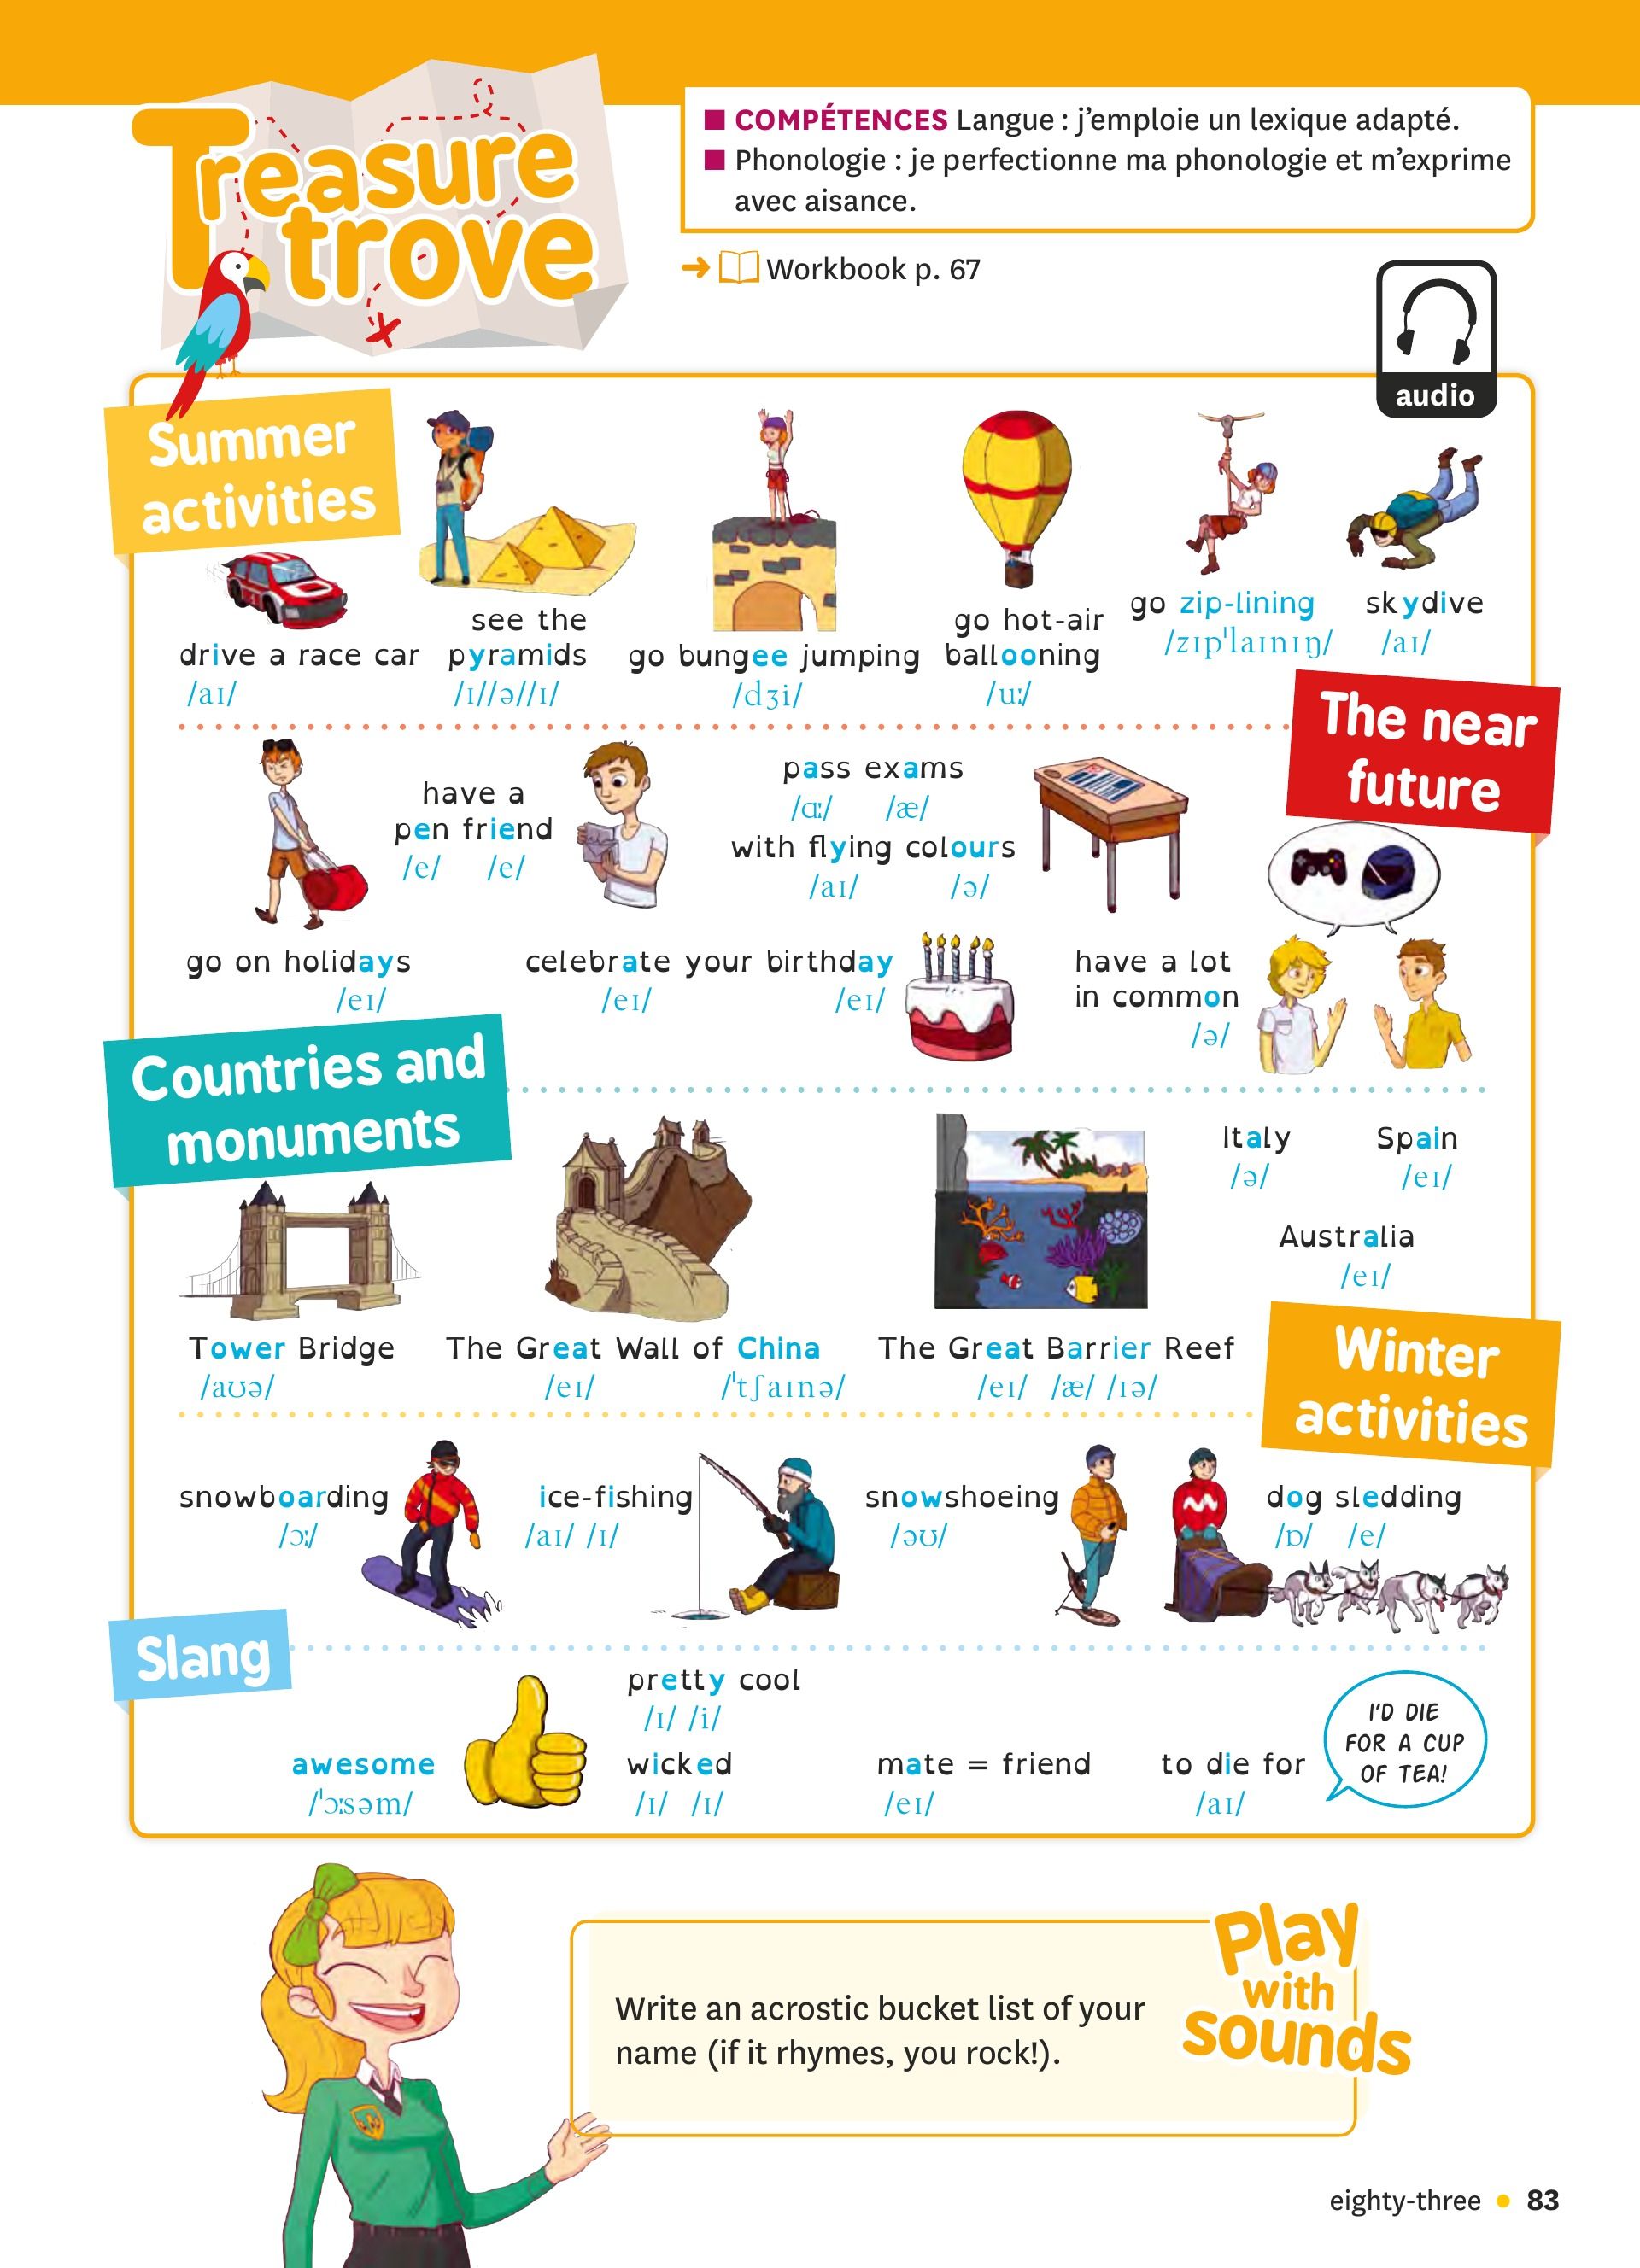 Treasure
trove
■ COMPÉTENCES Langue : j'emploie un lexique adapté.
■ Phonologie : je perfectionne ma phonologie et m'exprime
avec aisance.
➜ Workbook p. 67
audio
Summer
activities
drive a race car
/aɪ/
see the
pyramids
/ɪ//ə//ɪ/
go bungee jumping
/dʒi/
go hot-air
ballooning
/uː/
go zip-lining
/zɪpˈlaɪnɪŋ/
skydive
/aɪ/
The near
future
go on holidays
/eɪ/
have a
pen friend
/e/ /e/
pass exams
/ɑː/ /æ/
with flying colours
/aɪ/ /ə/
celebrate your birthday
/eɪ/ /eɪ/
have a lot
in common
/ə/
Countries and
monuments
Tower Bridge
/aʊə/
The Great Wall of China
/eɪ/ /ˈtʃaɪnə/
The Great Barrier Reef
/eɪ/ /æ/ /ɪə/
Italy
/ə/
Spain
/eɪ/
Australia
/eɪ/
Winter
activities
snowboarding
/ɔː/
ice-fishing
/aɪ/ /ɪ/
snowshoeing
/əʊ/
dog sledding
/ɒ/ /e/
Slang
awesome
/ˈɔːsəm/
pretty cool
/ɪ/ /i/
wicked
/ɪ/ /ɪ/
mate = friend
/eɪ/
to die for
/aɪ/
I'D DIE
FOR A CUP
OF TEA!
Play
with
sounds
Write an acrostic bucket list of your
name (if it rhymes, you rock!).
eighty-three • 83